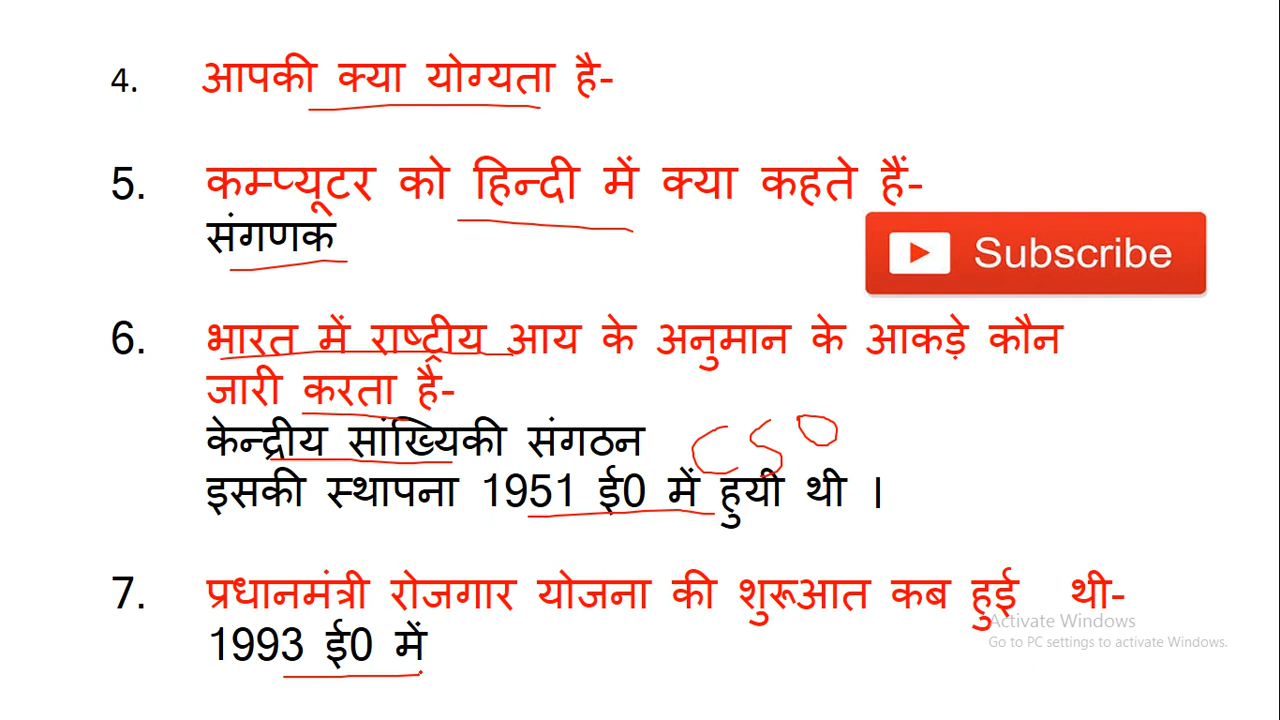 4. आपकी क्या योग्यता है-
5. कम्प्यूटर को हिन्दी में क्या कहते हैं-
संगणक
Subscribe
6. भारत में राष्ट्रीय आय के अनुमान के आकड़े कौन
जारी करता है-
केन्द्रीय सांख्यिकी संगठन CSO
इसकी स्थापना 1951 ई0 में हुयी थी ।
7. प्रधानमंत्री रोजगार योजना की शुरूआत कब हुई थी-
1993 ई0 में
Activate Windows
Go to PC settings to activate Windows.